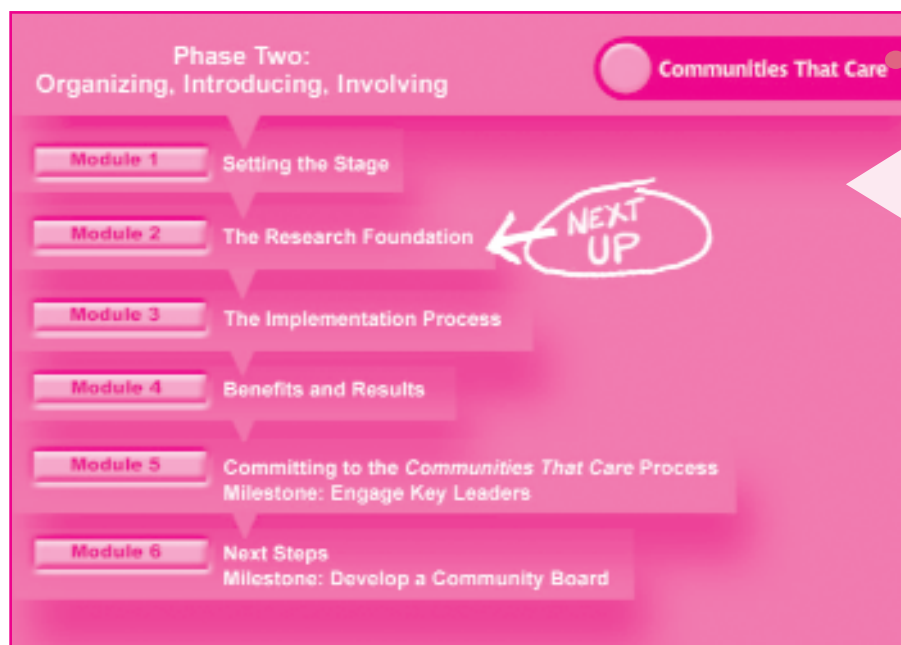 Phase Two:
Organizing, Introducing, Involving
Communities That Care
Module 1
Setting the Stage
Module 2
The Research Foundation
NEXT
UP
Module 3
The Implementation Process
Module 4
Benefits and Results
Module 5
Committing to the Communities That Care Process
Milestone: Engage Key Leaders
Module 6
Next Steps
Milestone: Develop a Community Board